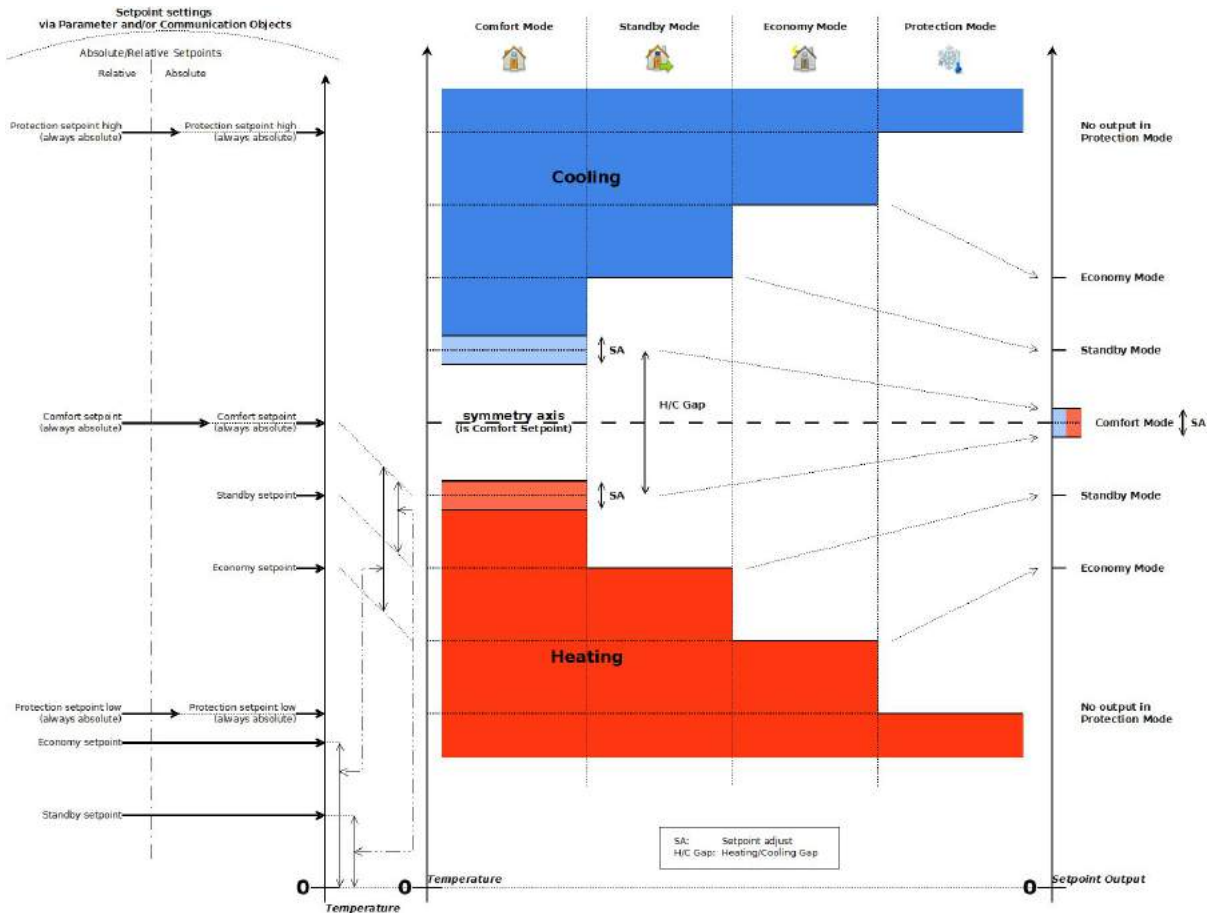 Setpoint settings
via Parameter and/or Communication Objects
Absolute/Relative Setpoints
Relative
Absolute
Protection setpoint high
(always absolute)
Protection setpoint high
(always absolute)
Comfort setpoint
(always absolute)
Comfort setpoint
(always absolute)
Standby setpoint
Economy setpoint
Protection setpoint low
(always absolute)
Protection setpoint low
(always absolute)
Economy setpoint
Standby setpoint
0
Temperature
Comfort Mode
Standby Mode
Economy Mode
Protection Mode
Cooling
SA
H/C Gap
symmetry axis
(is Comfort Setpoint)
SA
Heating
SA: Setpoint adjust
H/C Gap: Heating/Cooling Gap
0
Temperature
No output in
Protection Mode
Economy Mode
Standby Mode
Comfort Mode
SA
Standby Mode
Economy Mode
No output in
Protection Mode
0
Setpoint Output